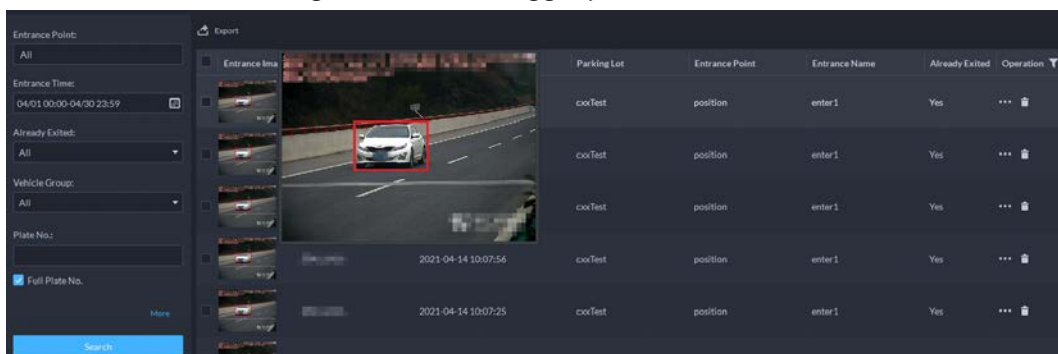 Entrance Point:
All
Entrance Time:
04/01 00:00-04/30 23:59
Already Exited:
All
Vehicle Group:
All
Plate No.:
Full Plate No.
More
Search
Export
Entrance Ima Parking Lot Entrance Point Entrance Name Already Exited Operation
cxxTest position enter1 Yes
cxxTest position enter1 Yes
cxxTest position enter1 Yes
2021-04-14 10:07:56 cxxTest position enter1 Yes
2021-04-14 10:07:25 cxxTest position enter1 Yes